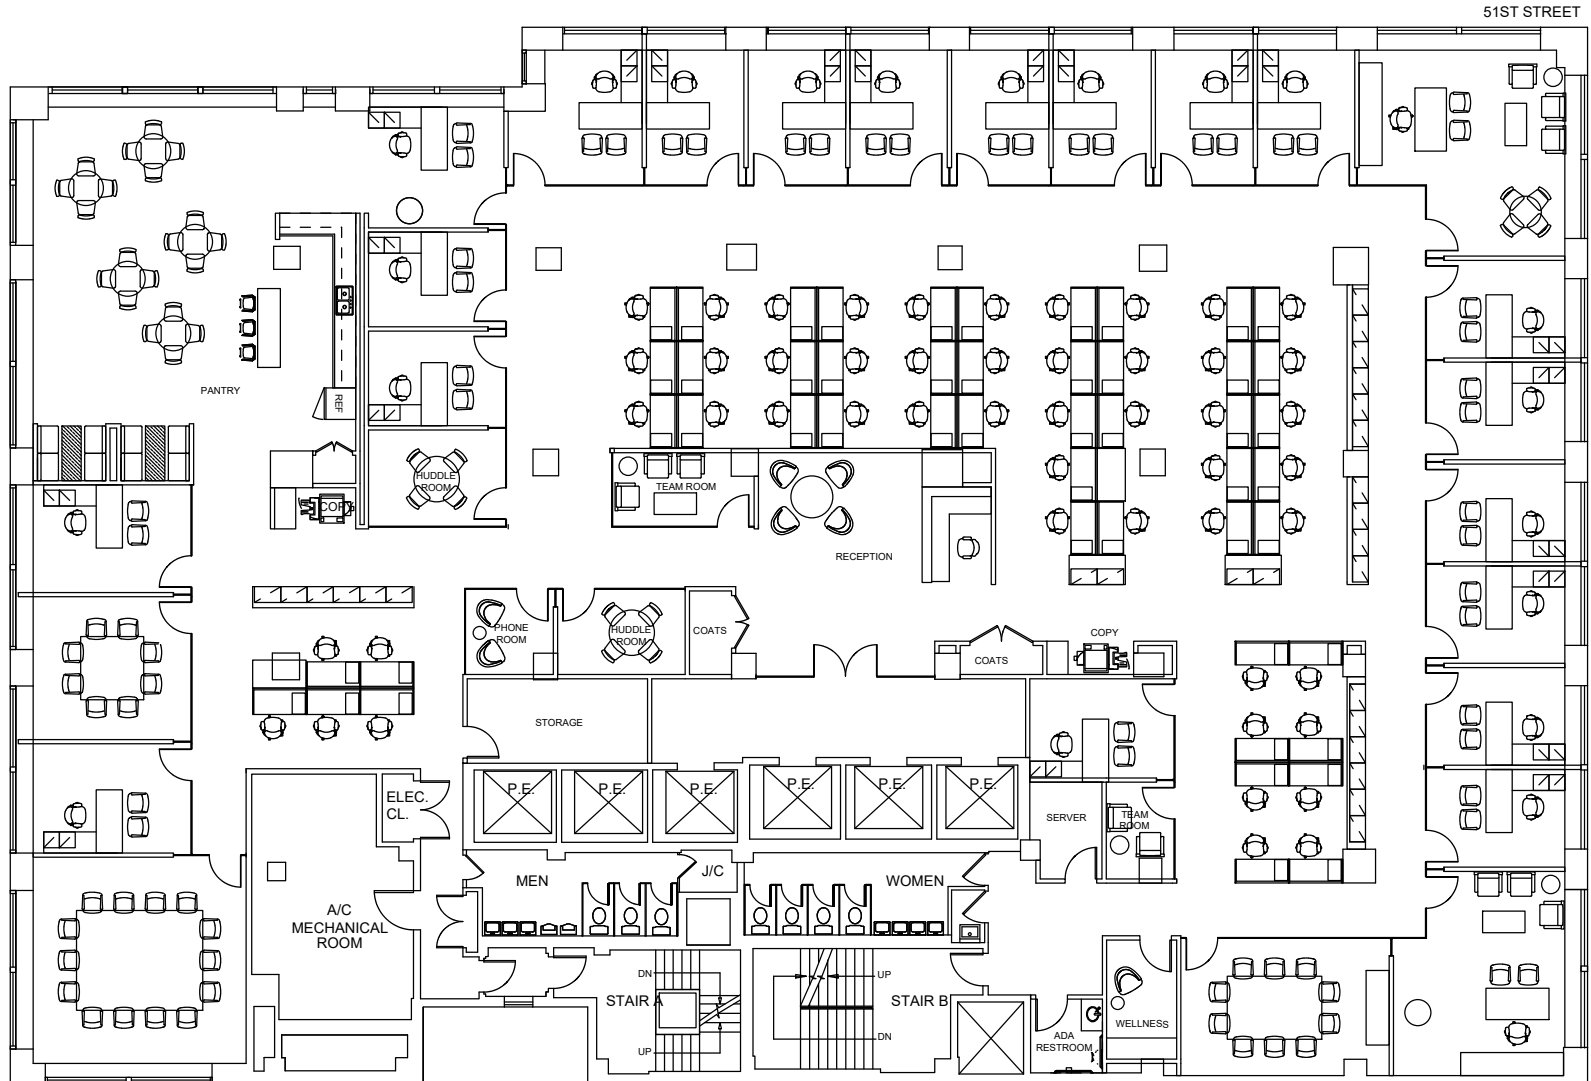 51ST STREET
PANTRY
REF
HUDDLE
ROOM
COPY
TEAM ROOM
RECEPTION
PHONE
ROOM
HUDDLE
ROOM
COATS
COATS
COPY
STORAGE
ELEC.
CL.
P.E.
P.E.
P.E.
P.E.
P.E.
P.E.
SERVER
TEAM
ROOM
MEN
J/C
WOMEN
A/C
MECHANICAL
ROOM
DN
UP
STAIR A
STAIR B
UP
DN
WELLNESS
ADA
RESTROOM